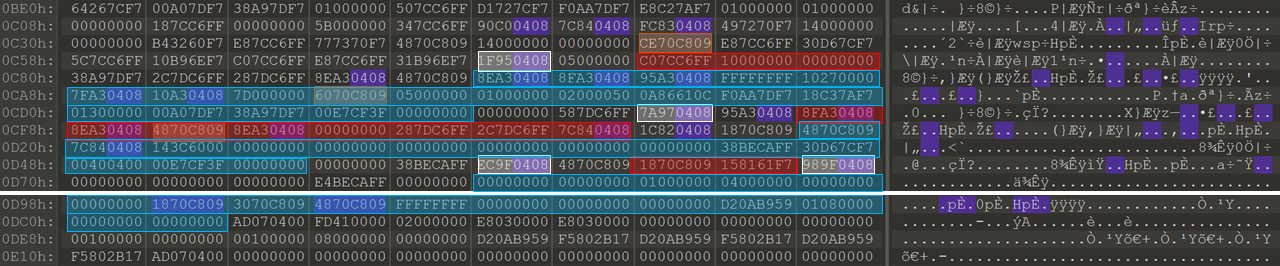 0BE0h: 64267CF7 00A07DF7 38A97DF7 01000000 507CC6FF D1727CF7 F0AA7DF7 E8C27AF7 01000000 01000000 d&|÷. }÷8©}÷....P|ÆÿÑr|÷ðª}÷èÂz÷........
0C08h: 00000000 187CC6FF 00000000 5B000000 347CC6FF 90C00408 7C840408 FC830408 497270F7 14000000 .....|Æÿ....[...4|Æÿ.À..|„..üƒ..Irp÷....
0C30h: 00000000 B43260F7 E87CC6FF 777370F7 4870C809 14000000 05000000 CE70C809 E87CC6FF 30D67CF7 ....´2`÷è|Æÿwsp÷HpÈ.........ÎpÈ.è|Æÿ0Ö|÷
0C58h: 5C7CC6FF 10B96EF7 C07CC6FF E87CC6FF 31B96EF7 1F950408 05000000 C07CC6FF 10000000 00000000 \|Æÿ.¹n÷À|Æÿè|Æÿ1¹n÷.•......À|Æÿ........
0C80h: 38A97DF7 2C7DC6FF 287DC6FF 8EA30408 4870C809 8EA30408 8FA30408 95A30408 FFFFFFFF 10270000 8©}÷,}Æÿ(}ÆÿŽ£..HpÈ.Ž£...£..•£..ÿÿÿÿ.'..
0CA8h: 7FA30408 10A30408 7D000000 6070C809 05000000 01000000 02000050 0A86610C F0AA7DF7 18C37AF7 .£...£..}...`pÈ............P.†a.ðª}÷.Ãz÷
0CD0h: 01300000 00A07DF7 38A97DF7 00E7CF3F 00000000 00000000 587DC6FF 7A970408 95A30408 8FA30408 .0... }÷8©}÷.çÏ?........X}Æÿz—..•£...£..
0CF8h: 8EA30408 4870C809 8EA30408 00000000 287DC6FF 2C7DC6FF 7C840408 1C820408 1870C809 4870C809 Ž£..HpÈ.Ž£......(}Æÿ,}Æÿ|„...‚...pÈ.HpÈ.
0D20h: 7C840408 143C6000 00000000 00000000 00000000 00000000 00000000 00000000 38BECAFF 30D67CF7 |„...<`.........................8¾Êÿ0Ö|÷
0D48h: 00404000 00E7CF3F 00000000 00000000 38BECAFF EC9F0408 4870C809 1870C809 158161F7 989F0408 .@@..çÏ?........8¾ÊÿìŸ..HpÈ..pÈ...a÷˜Ÿ..
0D70h: 00000000 00000000 00000000 00000000 E4BECAFF 00000000 00000000 01000000 04000000 00000000 ................ä¾Êÿ....................
0D98h: 00000000 1870C809 3070C809 4870C809 FFFFFFFF 00000000 00000000 00000000 D20AB959 01080000 .....pÈ.0pÈ.HpÈ.ÿÿÿÿ............Ò.¹Y....
0DC0h: 00000000 00000000 AD070400 FD410000 02000000 E8030000 E8030000 00000000 00000000 00000000 ........-...ýA......è...è...............
0DE8h: 00100000 00000000 00100800 00000000 00000000 D20AB959 F5802B17 D20AB959 F5802B17 D20AB959 ....................Ò.¹Yõ€+.Ò.¹Yõ€+.Ò.¹Y
0E10h: F5802B17 AD070400 00000000 00000000 00000000 00000000 00000000 00000000 00000000 00000000 õ€+.-...................................